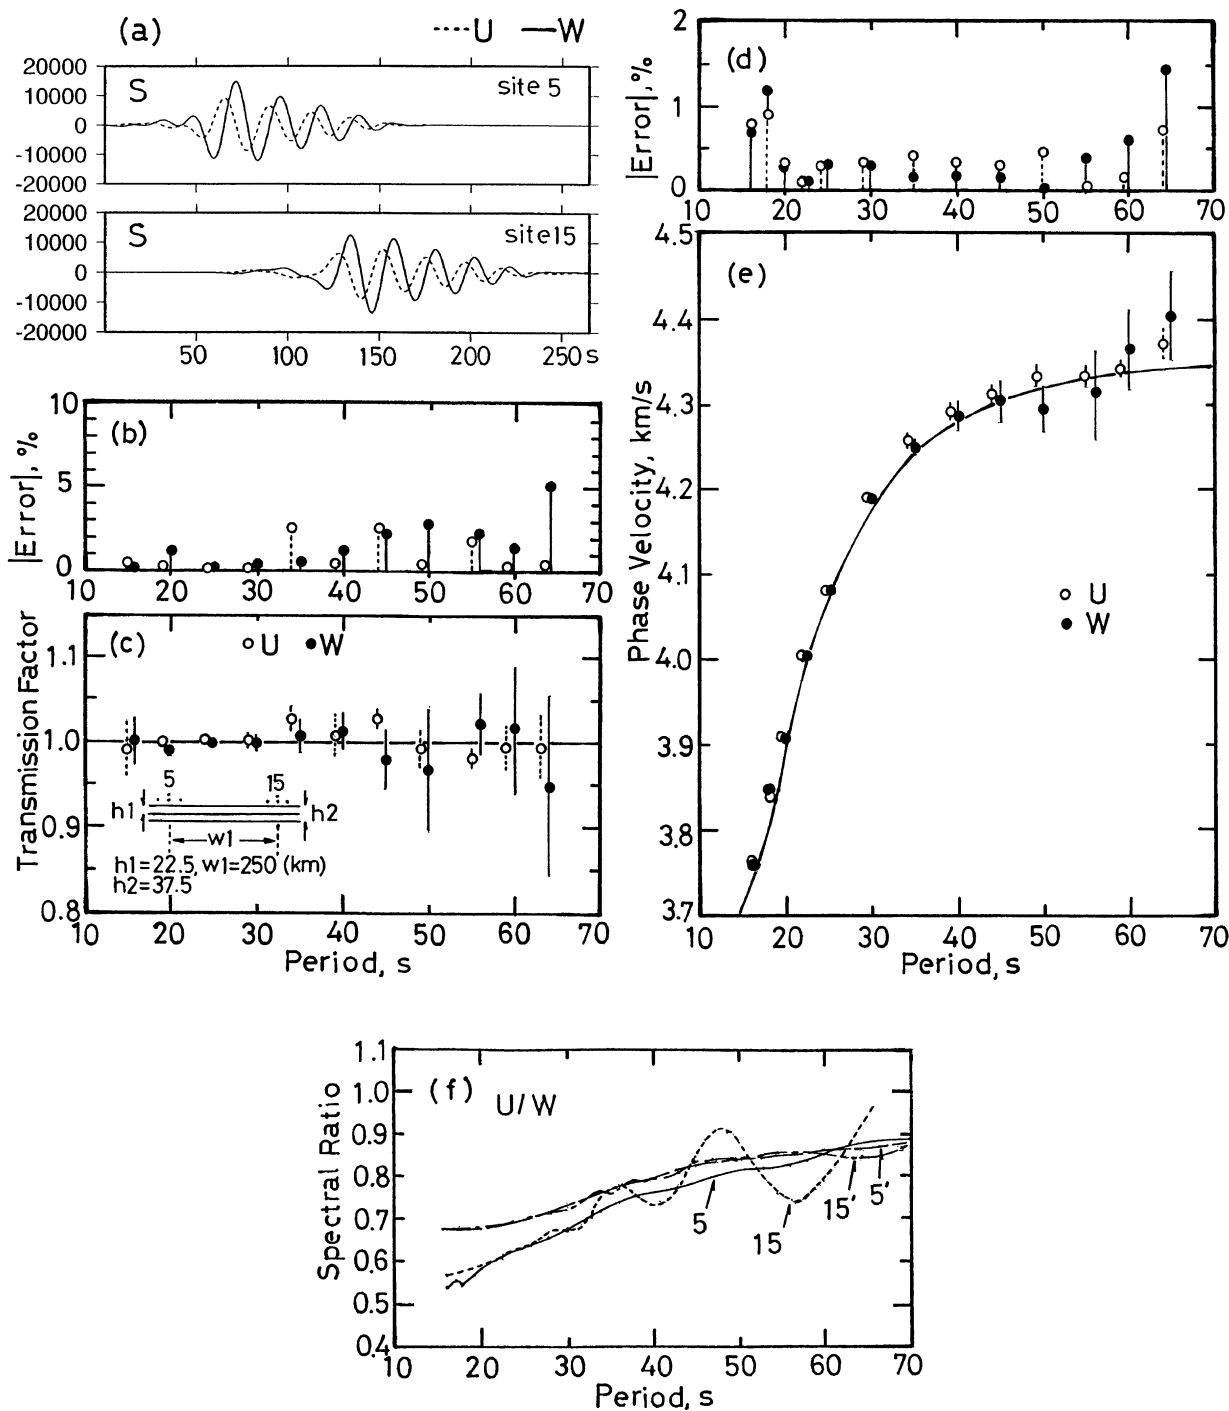 (a)
U W
20000
10000
0
-10000
-20000
S site 5
20000
10000
0
-10000
-20000
S site 15
50 100 150 200 250 s
(b)
|Error|, %
10
5
0
10 20 30 40 50 60 70
(c)
U W
Transmission Factor
1.1
1.0
0.9
0.8
5 15
h1 h2
w1
h1=22.5, w1=250 (km)
h2=37.5
10 20 30 40 50 60 70
Period, s
(d)
|Error|, %
2
1
0
10 20 30 40 50 60 70
(e)
Phase Velocity, km/s
4.5
4.4
4.3
4.2
4.1
4.0
3.9
3.8
3.7
U
W
10 20 30 40 50 60 70
Period, s
(f)
U/W
Spectral Ratio
1.1
1.0
0.9
0.8
0.7
0.6
0.5
0.4
5 15 15' 5'
10 20 30 40 50 60 70
Period, s